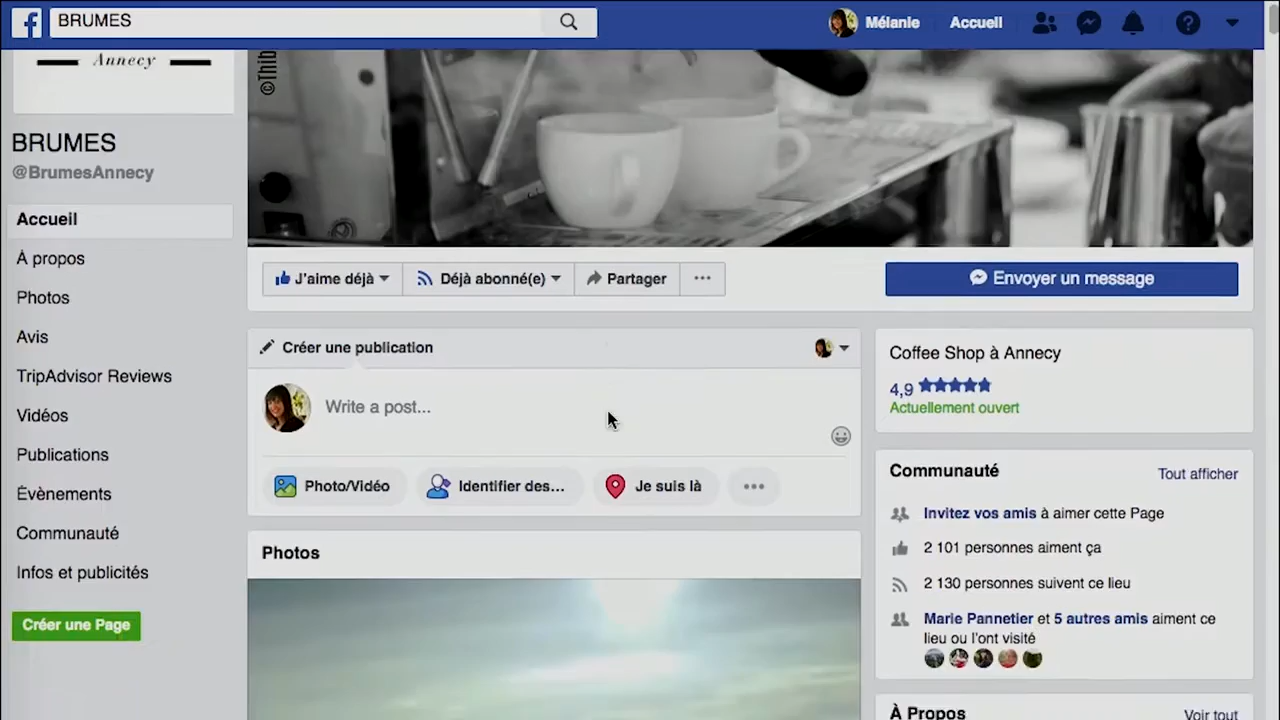 BRUMES
Mélanie
Accueil
Annecy
©Thib
BRUMES
@BrumesAnnecy
Accueil
À propos
Photos
Avis
TripAdvisor Reviews
Vidéos
Publications
Évènements
Communauté
Infos et publicités
Créer une Page
J'aime déjà
Déjà abonné(e)
Partager
Envoyer un message
Créer une publication
Write a post...
Photo/Vidéo
Identifier des...
Je suis là
Photos
Coffee Shop à Annecy
4,9
Actuellement ouvert
Communauté
Tout afficher
Invitez vos amis à aimer cette Page
2 101 personnes aiment ça
2 130 personnes suivent ce lieu
Marie Pannetier et 5 autres amis aiment ce
lieu ou l'ont visité
À Propos
Voir tout